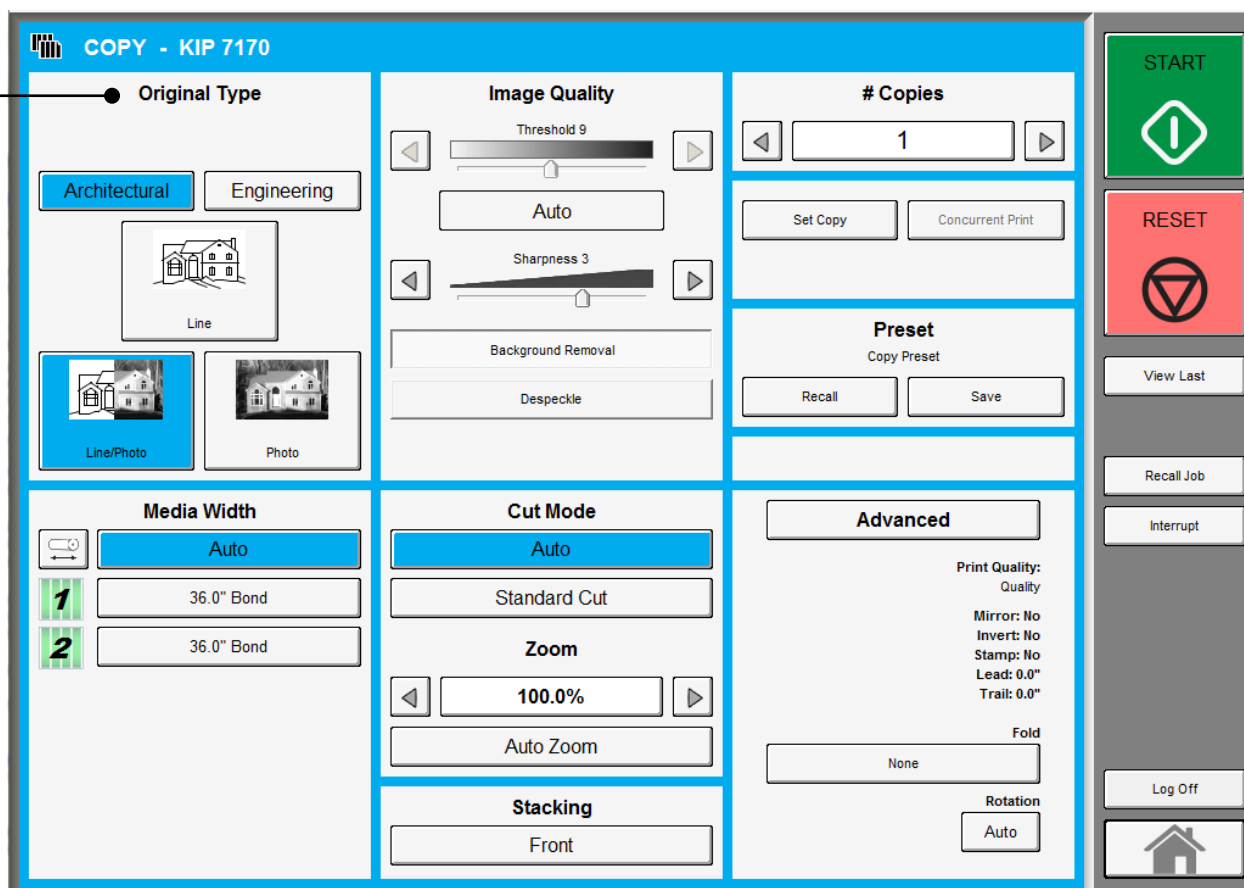 COPY - KIP 7170
Original Type
Architectural
Engineering
Line
Line/Photo
Photo
Image Quality
Threshold 9
Auto
Sharpness 3
Background Removal
Despeckle
# Copies
1
Set Copy
Concurrent Print
Preset
Copy Preset
Recall
Save
Media Width
Auto
1
36.0" Bond
2
36.0" Bond
Cut Mode
Auto
Standard Cut
Zoom
100.0%
Auto Zoom
Stacking
Front
Advanced
Print Quality:
Quality
Mirror: No
Invert: No
Stamp: No
Lead: 0.0"
Trail: 0.0"
Fold
None
Rotation
Auto
START
RESET
View Last
Recall Job
Interrupt
Log Off